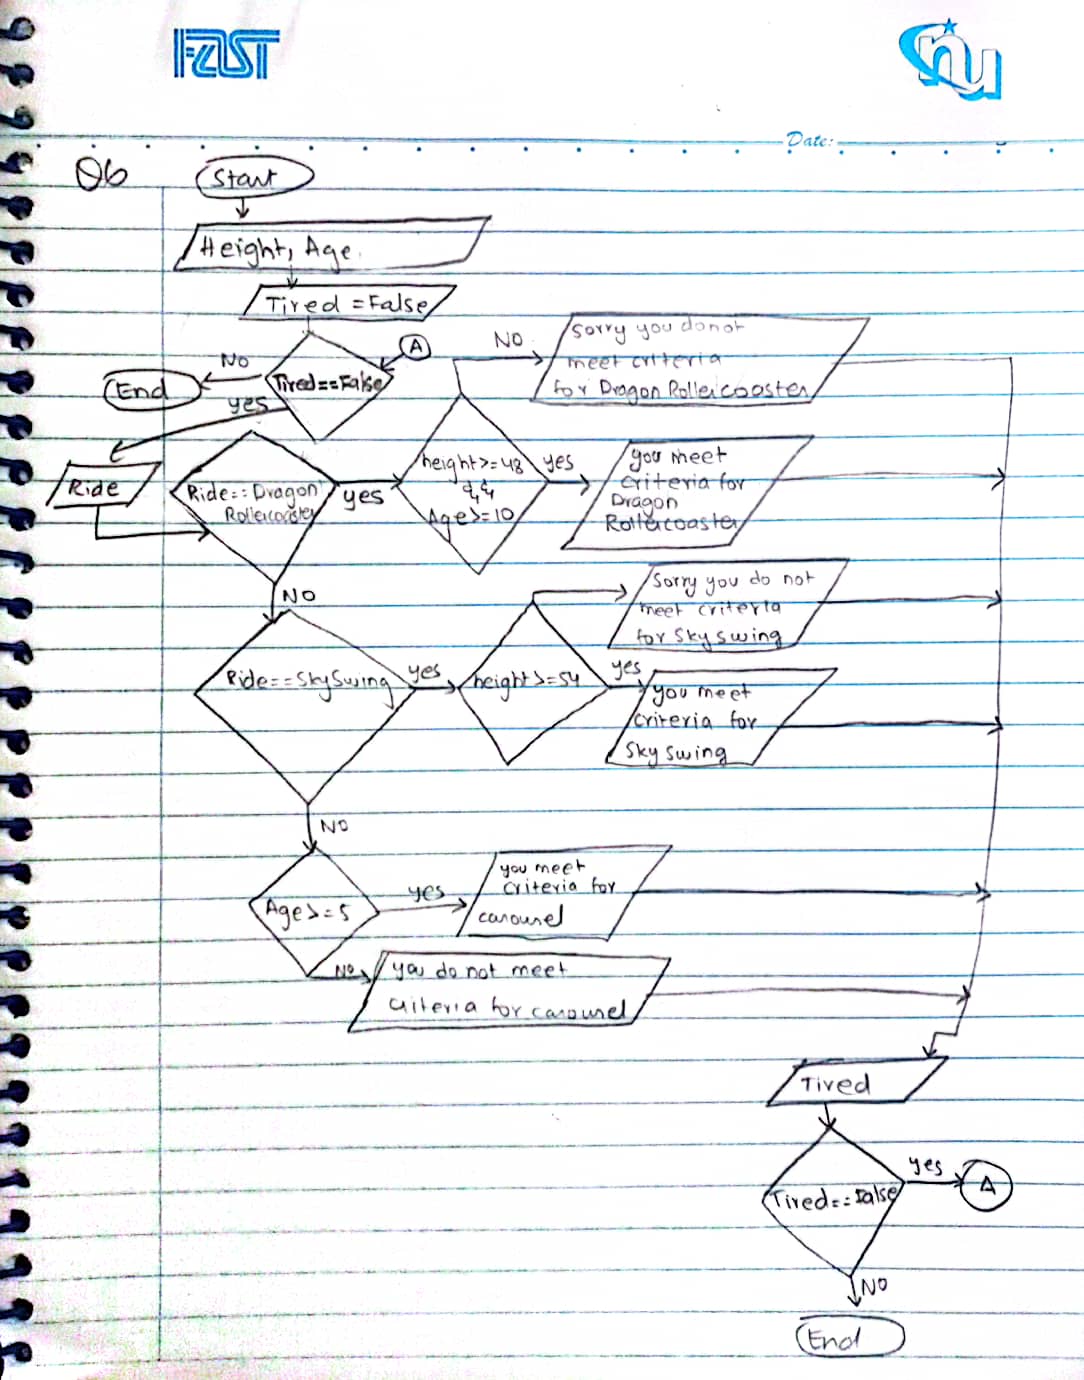 FAST
nu
Date:
Q6
Start
Height, Age.
Tired = False
A
Tired==False
No
End
yes
Ride
Ride==Dragon
Rollercoaster
yes
height>=48
&&
Age>=10
NO
Sorry you donot
meet criteria
for Dragon Rollercoaster
yes
you meet
criteria for
Dragon
Rollercoaster
NO
Ride==SkySwing
yes
height>=54
Sorry you do not
meet criteria
for Sky swing
yes
you meet
criteria for
Sky swing
NO
Age>=5
yes
you meet
criteria for
carousel
No
you do not meet
criteria for carousel
Tired
Tired==False
yes
A
NO
End